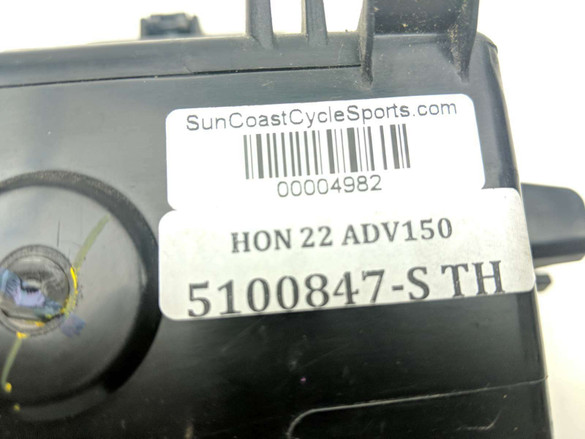 SunCoastCycleSports.com
00004982
HON 22 ADV150
5100847-S TH